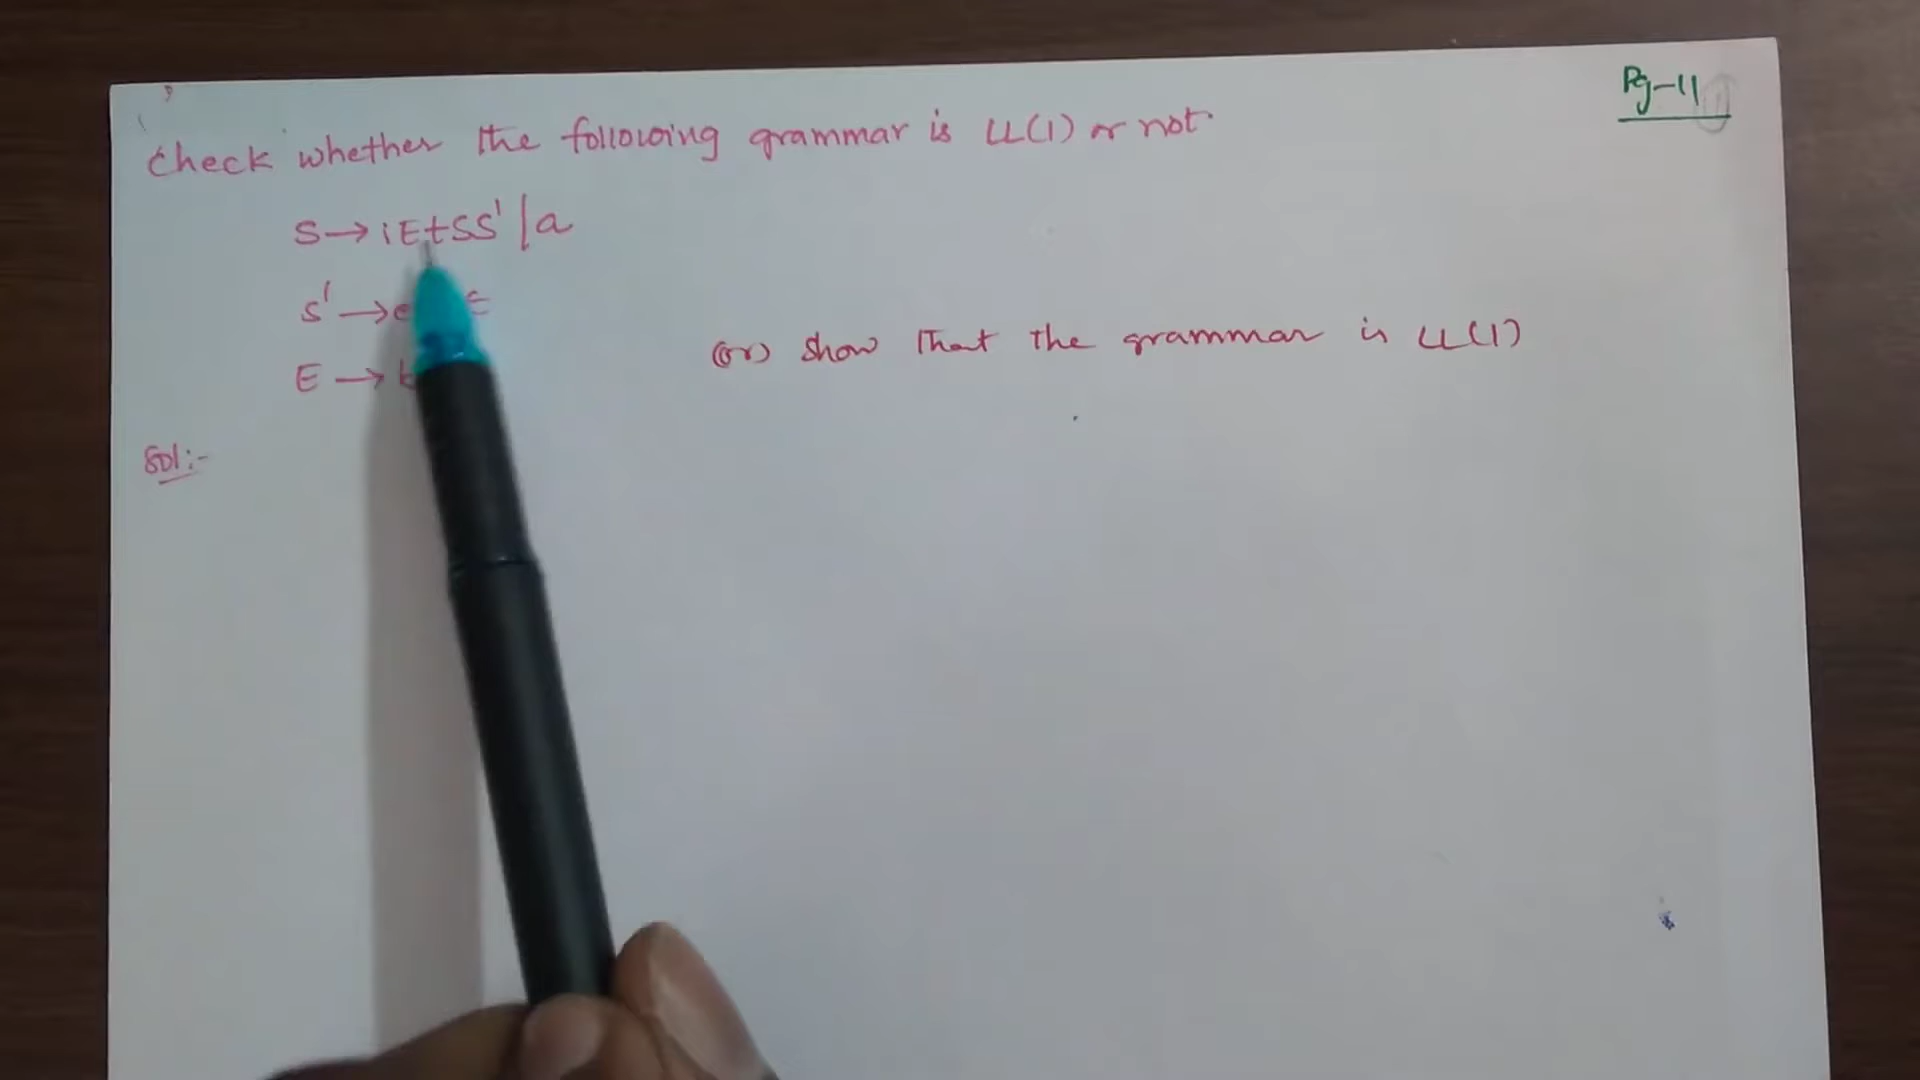 Pg-11
Check whether the following grammar is LL(1) or not.
S→iEtSS'|a
S'→e ϵ
E→b
(or) show that the grammar is LL(1)
Sol:-